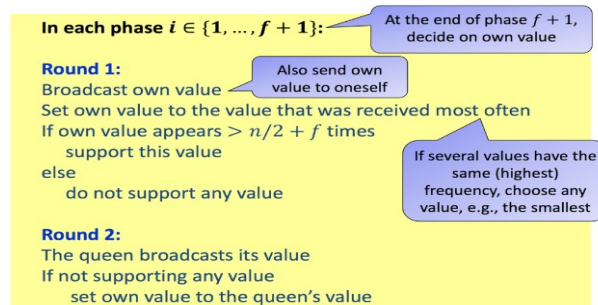 In each phase i ∈ {1, ..., f + 1}:
At the end of phase f + 1,
decide on own value
Round 1:
Broadcast own value
Also send own
value to oneself
Set own value to the value that was received most often
If own value appears > n/2 + f times
support this value
else
do not support any value
If several values have the
same (highest)
frequency, choose any
value, e.g., the smallest
Round 2:
The queen broadcasts its value
If not supporting any value
set own value to the queen's value